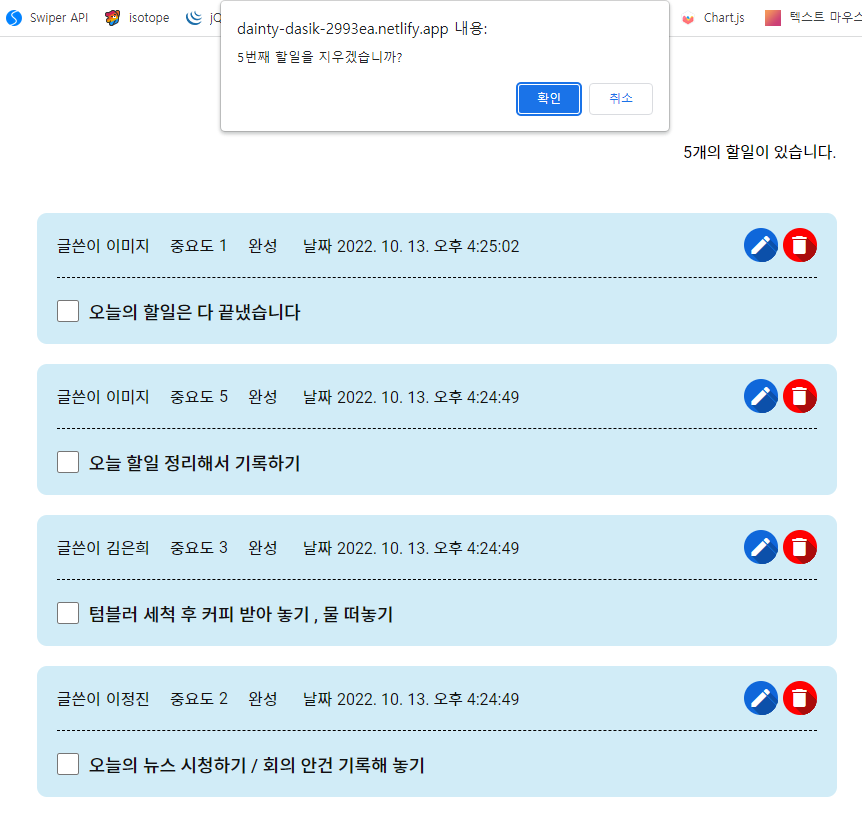 Swiper API isotope jQ
Chart.js 텍스트 마우스
dainty-dasik-2993ea.netlify.app 내용:
5번째 할일을 지우겠습니까?
확인 취소
5개의 할일이 있습니다.
글쓴이 이미지 중요도 1 완성 날짜 2022. 10. 13. 오후 4:25:02
오늘의 할일은 다 끝냈습니다
글쓴이 이미지 중요도 5 완성 날짜 2022. 10. 13. 오후 4:24:49
오늘 할일 정리해서 기록하기
글쓴이 김은희 중요도 3 완성 날짜 2022. 10. 13. 오후 4:24:49
텀블러 세척 후 커피 받아 놓기 , 물 떠놓기
글쓴이 이정진 중요도 2 완성 날짜 2022. 10. 13. 오후 4:24:49
오늘의 뉴스 시청하기 / 회의 안건 기록해 놓기